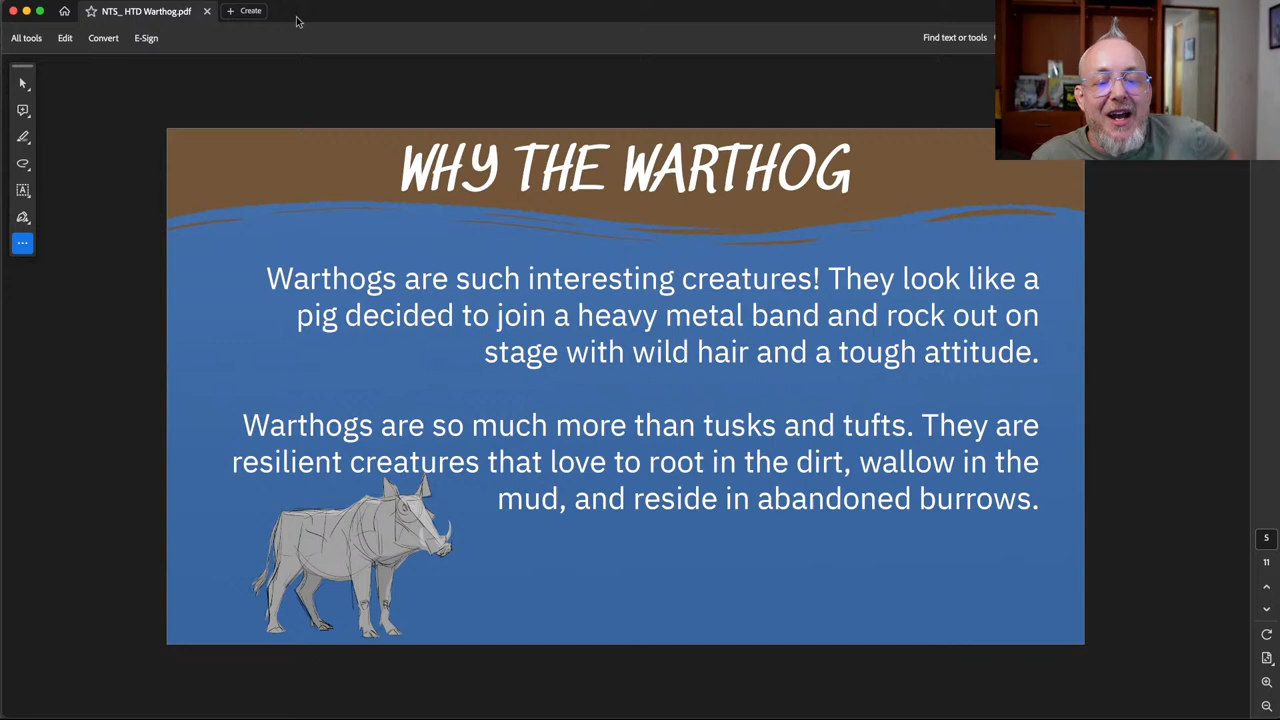 NTS_ HTD Warthog.pdf
Create
All tools
Edit
Convert
E-Sign
Find text or tools
WHY THE WARTHOG
Warthogs are such interesting creatures! They look like a
pig decided to join a heavy metal band and rock out on
stage with wild hair and a tough attitude.
Warthogs are so much more than tusks and tufts. They are
resilient creatures that love to root in the dirt, wallow in the
mud, and reside in abandoned burrows.
5
11